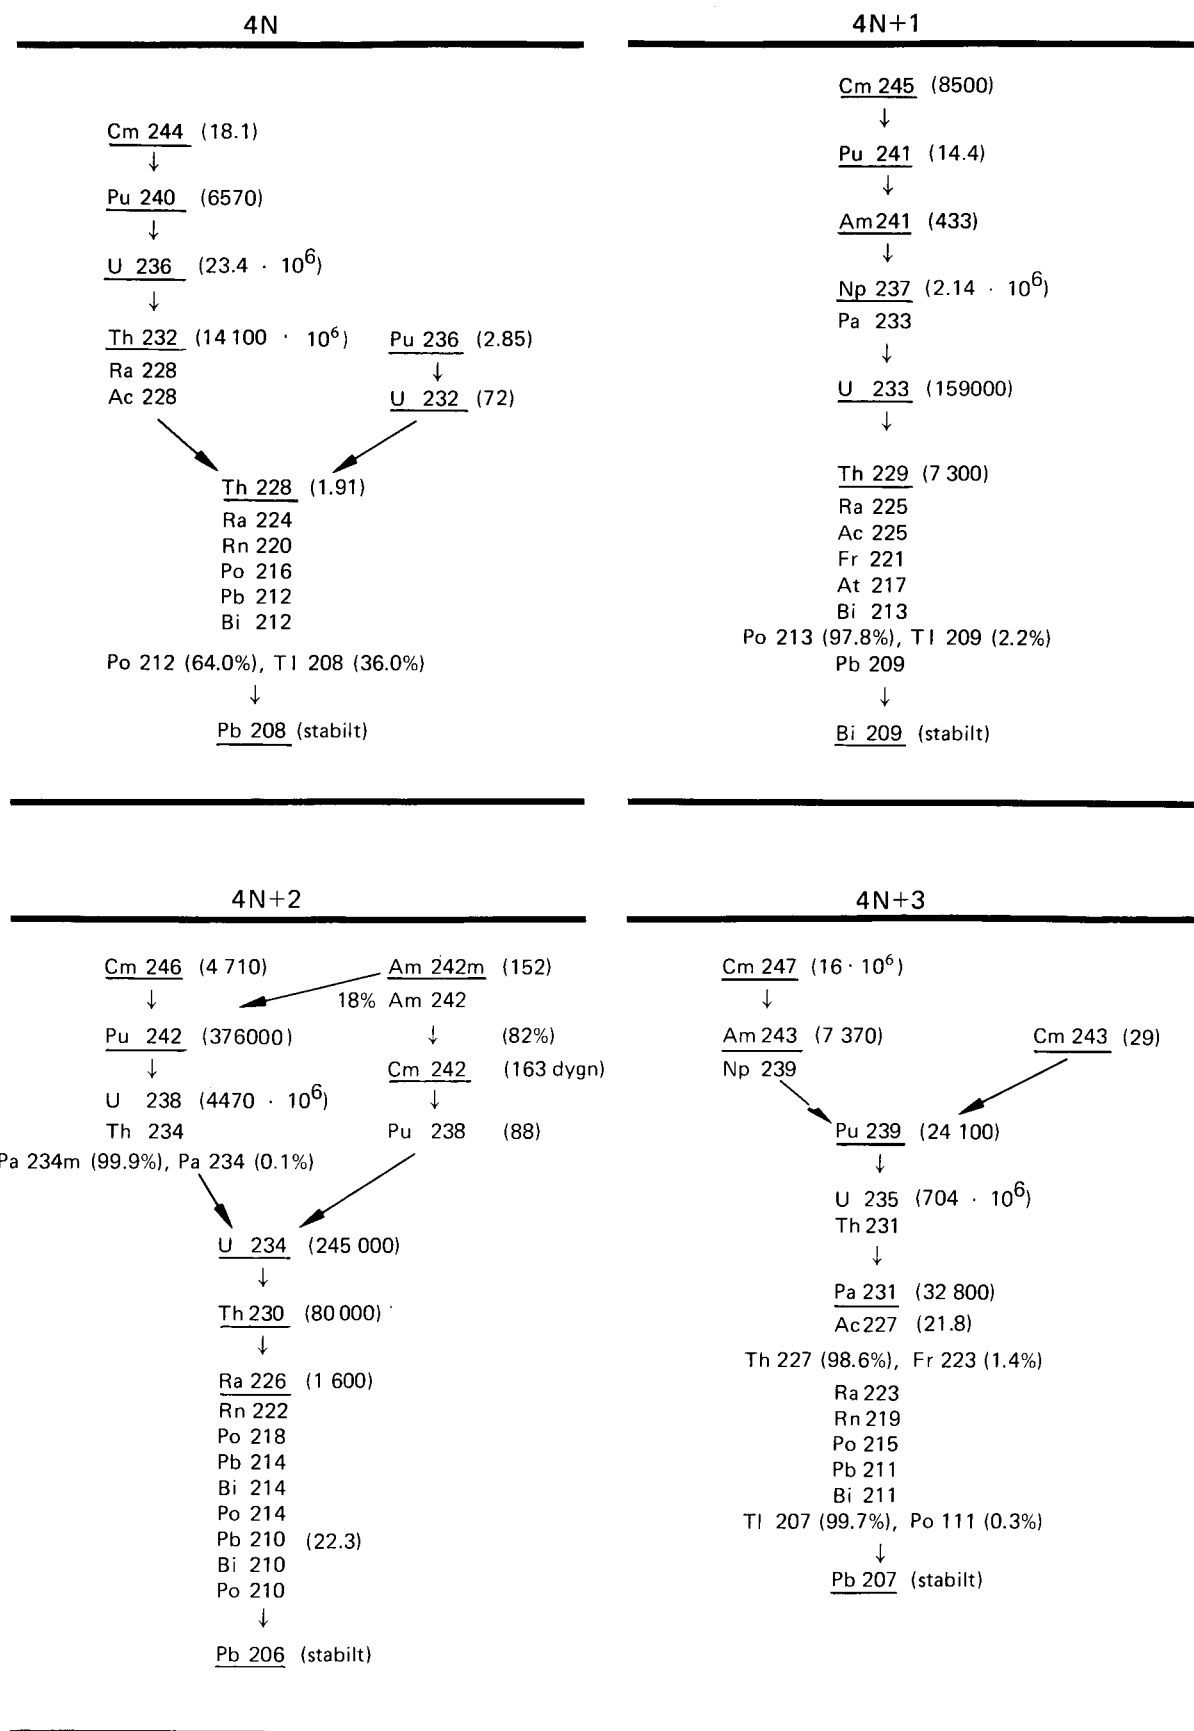 4N
Cm 244 (18.1)
↓
Pu 240 (6570)
↓
U 236 (23.4 · 10⁶)
↓
Th 232 (14 100 · 10⁶) Pu 236 (2.85)
Ra 228 ↓
Ac 228 U 232 (72)
Th 228 (1.91)
Ra 224
Rn 220
Po 216
Pb 212
Bi 212
Po 212 (64.0%), Tl 208 (36.0%)
↓
Pb 208 (stabilt)
4N+1
Cm 245 (8500)
↓
Pu 241 (14.4)
↓
Am 241 (433)
↓
Np 237 (2.14 · 10⁶)
Pa 233
↓
U 233 (159000)
↓
Th 229 (7 300)
Ra 225
Ac 225
Fr 221
At 217
Bi 213
Po 213 (97.8%), Tl 209 (2.2%)
Pb 209
↓
Bi 209 (stabilt)
4N+2
Cm 246 (4 710) Am 242m (152)
↓ 18% Am 242
Pu 242 (376000) ↓ (82%)
↓ Cm 242 (163 dygn)
U 238 (4470 · 10⁶) ↓
Th 234 Pu 238 (88)
Pa 234m (99.9%), Pa 234 (0.1%)
U 234 (245 000)
↓
Th 230 (80 000)
↓
Ra 226 (1 600)
Rn 222
Po 218
Pb 214
Bi 214
Po 214
Pb 210 (22.3)
Bi 210
Po 210
↓
Pb 206 (stabilt)
4N+3
Cm 247 (16 · 10⁶)
↓
Am 243 (7 370) Cm 243 (29)
Np 239
Pu 239 (24 100)
↓
U 235 (704 · 10⁶)
Th 231
↓
Pa 231 (32 800)
Ac 227 (21.8)
Th 227 (98.6%), Fr 223 (1.4%)
Ra 223
Rn 219
Po 215
Pb 211
Bi 211
Tl 207 (99.7%), Po 111 (0.3%)
↓
Pb 207 (stabilt)